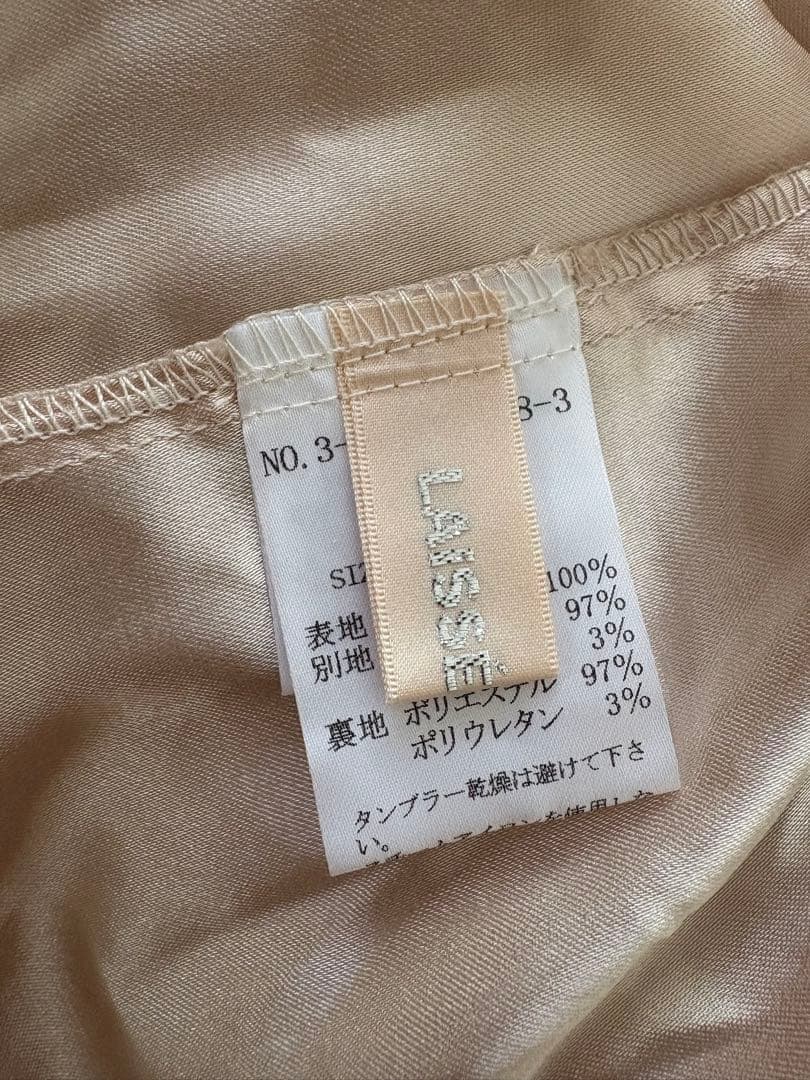 NO. 3-
8-3
LAISSÉ
100%
表地
97%
別地
3%
ポリエステル 97%
裏地
ポリウレタン 3%
タンブラー乾燥は避けて下さ
い。